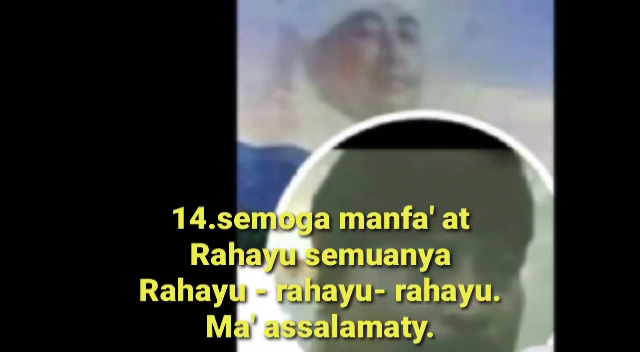 14.semoga manfa' at
Rahayu semuanya
Rahayu - rahayu- rahayu.
Ma' assalamaty.